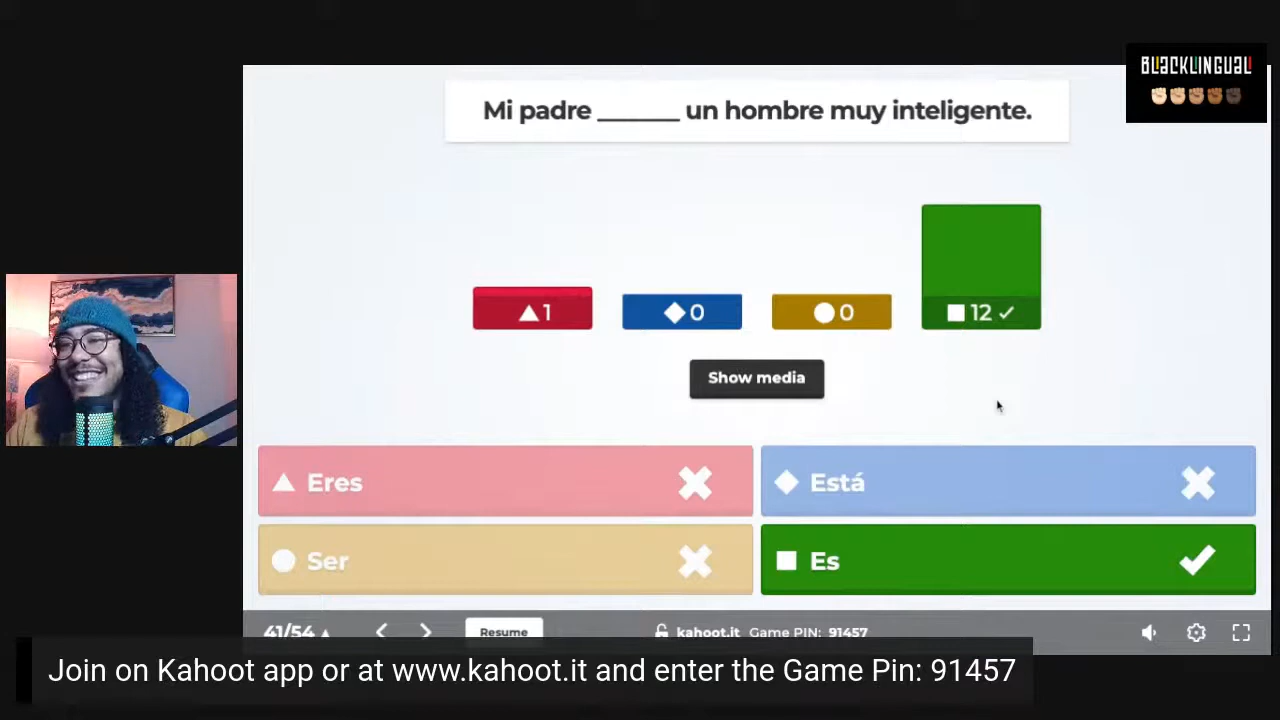 BLACKLINGUAL
Mi padre ______ un hombre muy inteligente.
1
0
0
12
Show media
Eres
Está
Ser
Es
41/54
Resume
kahoot.it Game PIN: 91457
Join on Kahoot app or at www.kahoot.it and enter the Game Pin: 91457